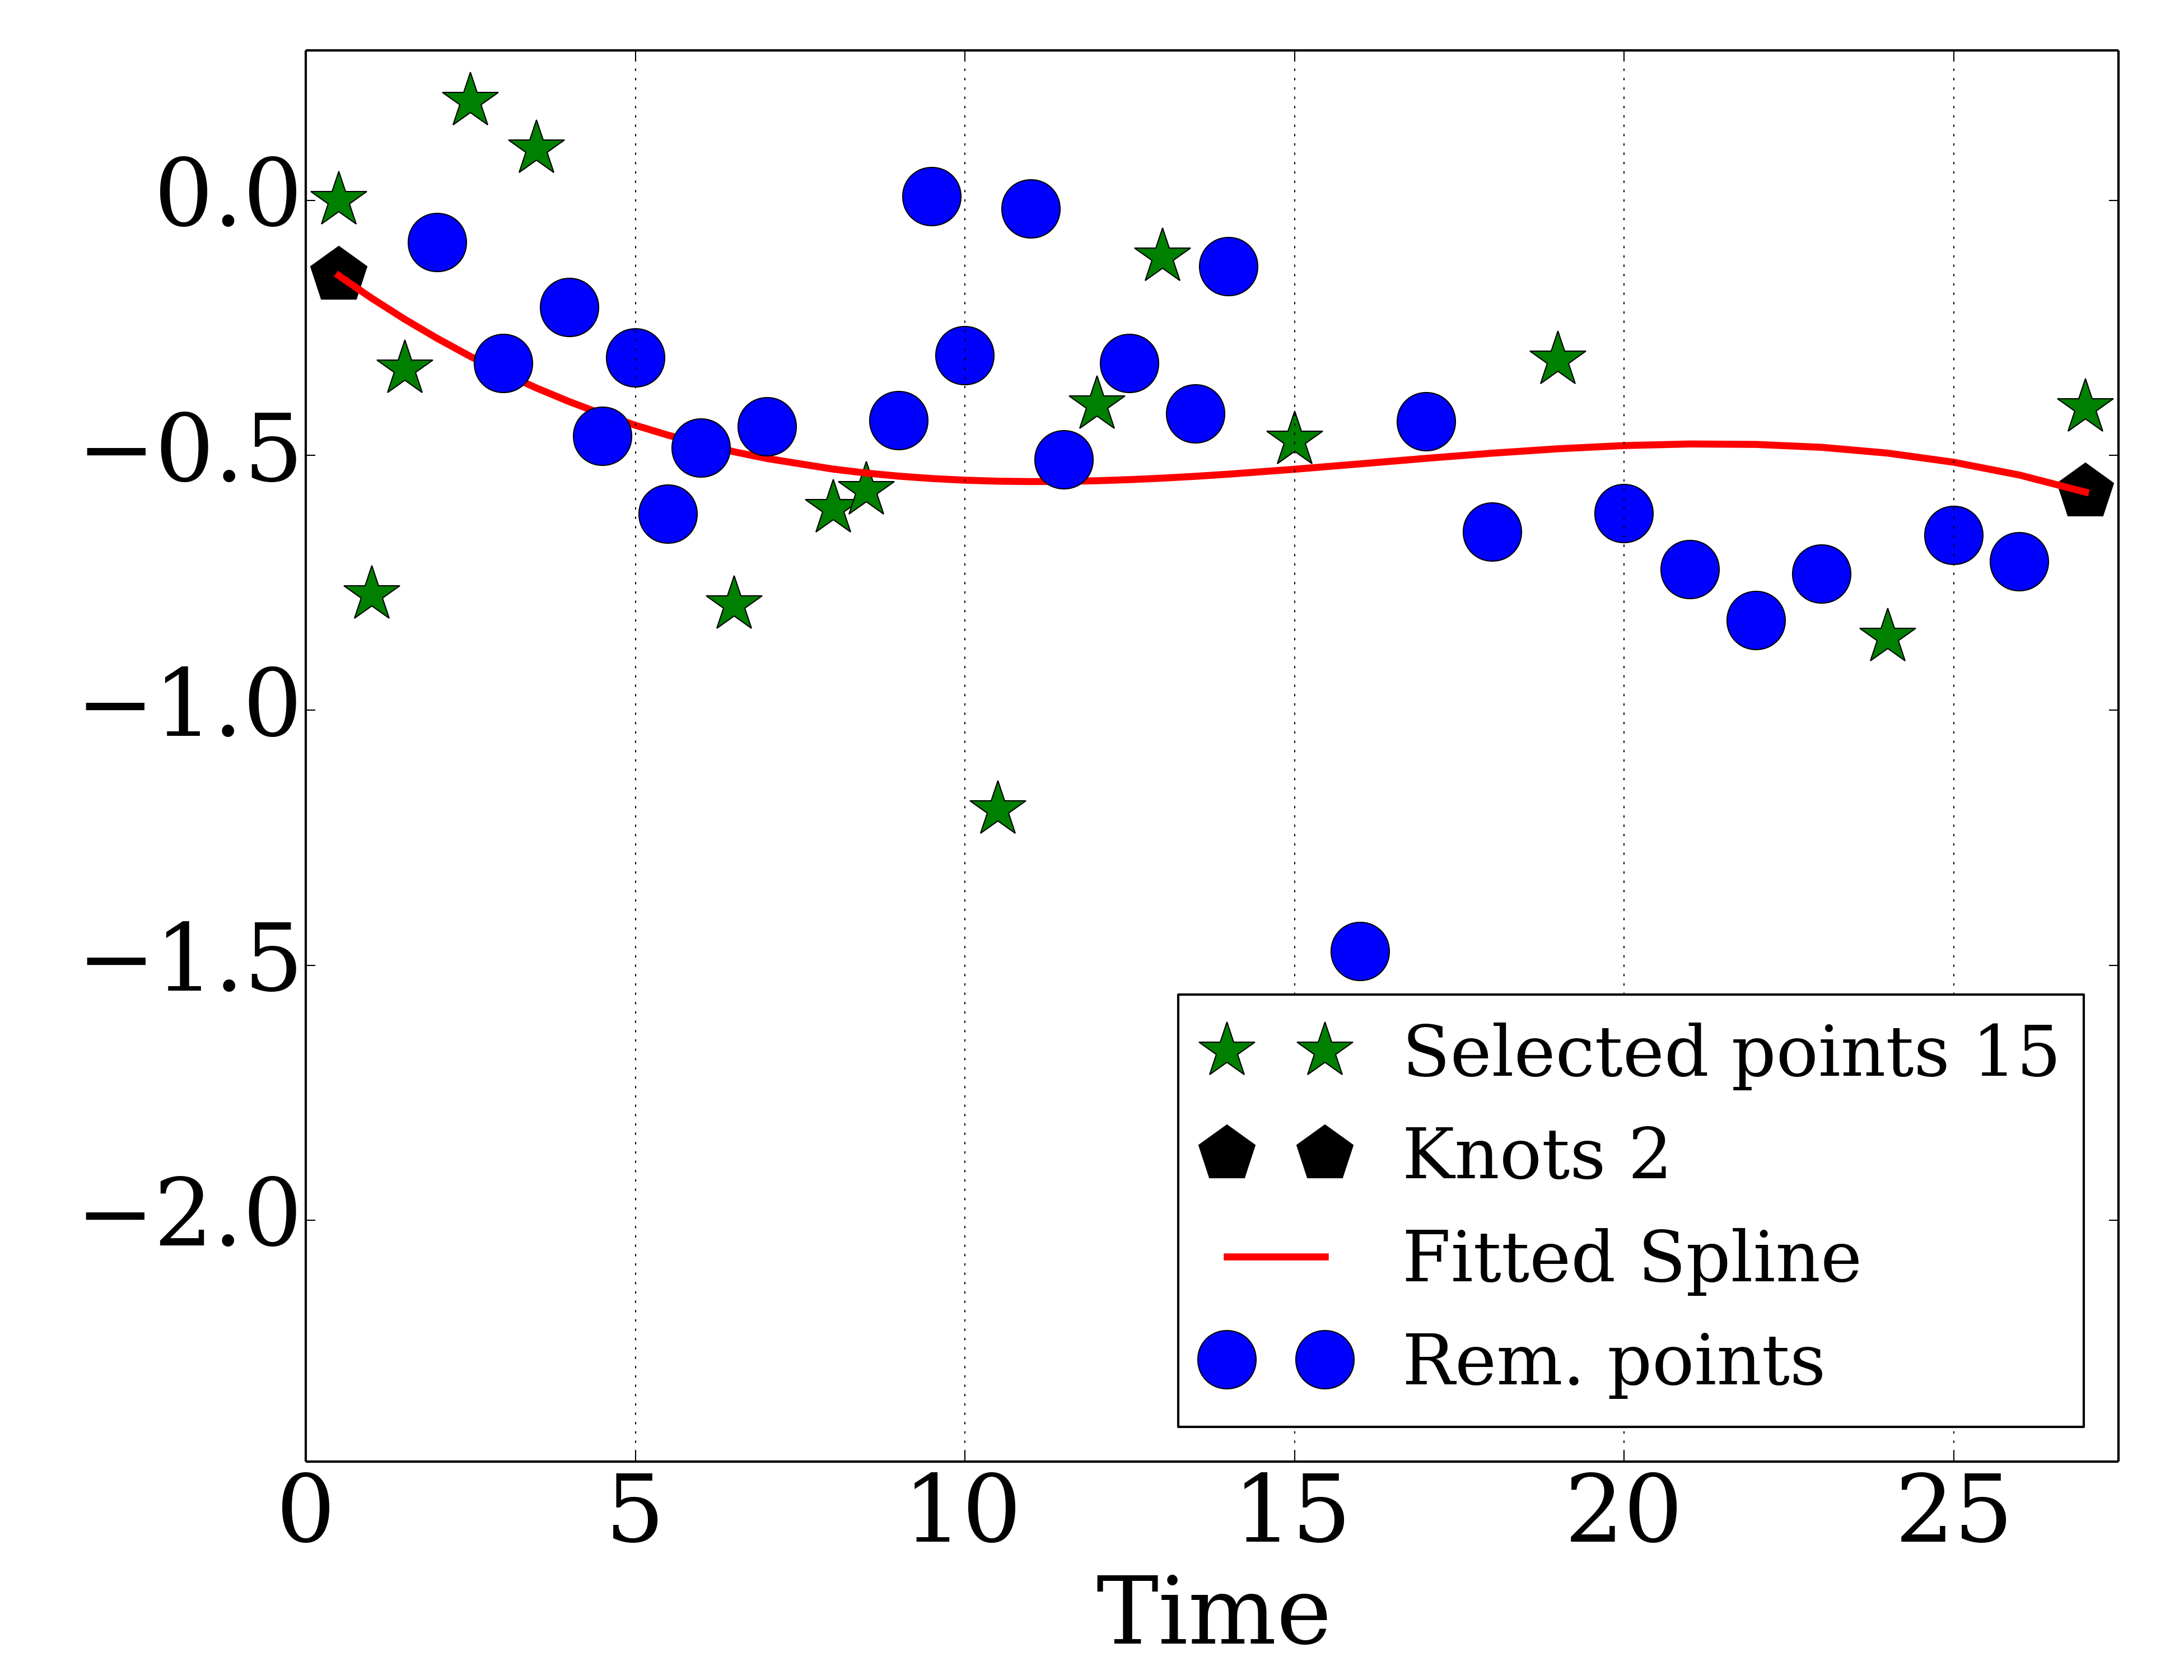 0.0
−0.5
−1.0
−1.5
−2.0
Selected points 15
Knots 2
Fitted Spline
Rem. points
0 5 10 15 20 25
Time